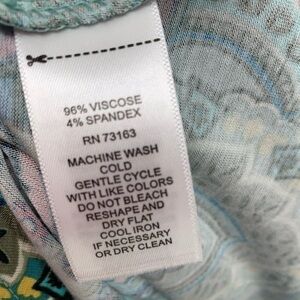 96% VISCOSE
4% SPANDEX
RN 73163
MACHINE WASH
COLD
GENTLE CYCLE
WITH LIKE COLORS
DO NOT BLEACH
RESHAPE AND
DRY FLAT
COOL IRON
IF NECESSARY
OR DRY CLEAN